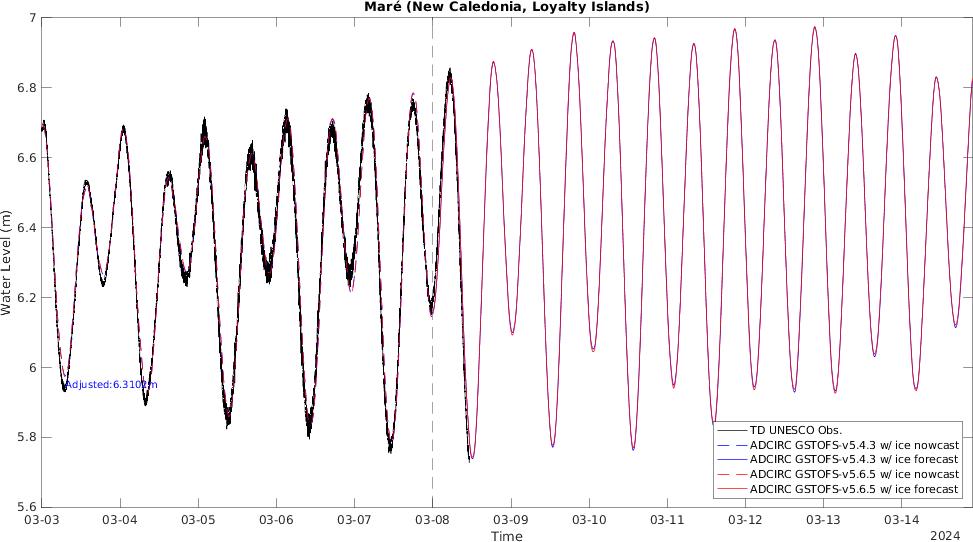 Maré (New Caledonia, Loyalty Islands)
7
6.8
6.6
6.4
6.2
6
5.8
5.6
Water Level (m)
Adjusted:6.3102m
03-03 03-04 03-05 03-06 03-07 03-08 03-09 03-10 03-11 03-12 03-13 03-14
Time
2024
TD UNESCO Obs.
ADCIRC GSTOFS-v5.4.3 w/ ice nowcast
ADCIRC GSTOFS-v5.4.3 w/ ice forecast
ADCIRC GSTOFS-v5.6.5 w/ ice nowcast
ADCIRC GSTOFS-v5.6.5 w/ ice forecast